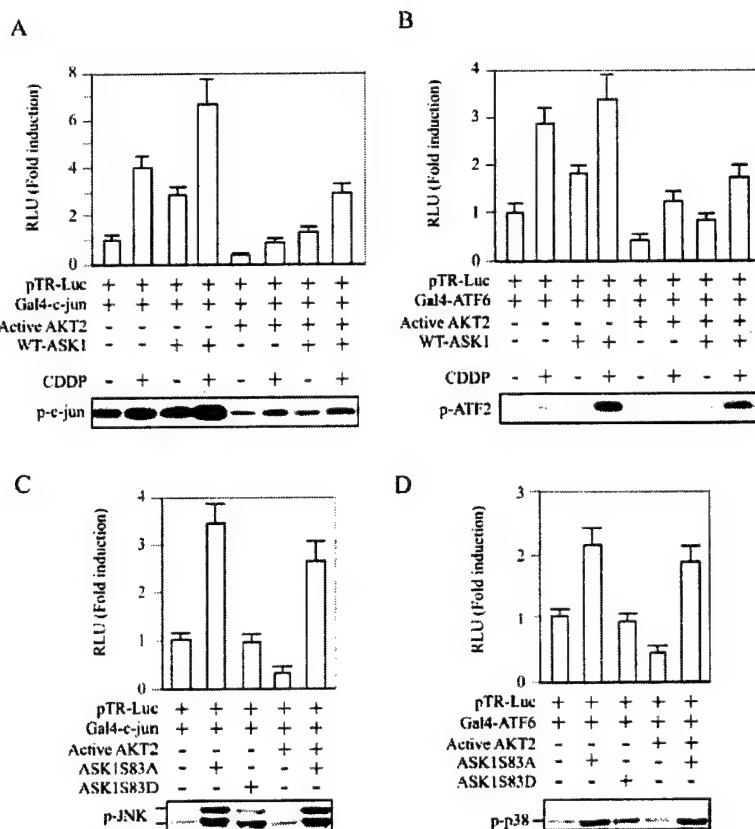 A
RLU (Fold induction)
8
6
4
2
0
pTR-Luc + + + + + + + +
Gal4-c-jun + + + + + + + +
Active AKT2 - - - - + + + +
WT-ASK1 - - + + - - + +
CDDP - + - + - + - +
p-c-jun
B
RLU (Fold induction)
4
3
2
1
0
pTR-Luc + + + + + + + +
Gal4-ATF6 + + + + + + + +
Active AKT2 - - - - + + + +
WT-ASK1 - - + + - - + +
CDDP - + - + - + - +
p-ATF2
C
RLU (Fold induction)
4
3
2
1
0
pTR-Luc + + + + +
Gal4-c-jun + + + + +
Active AKT2 - - - + +
ASK1S83A - + - - +
ASK1S83D - - + - -
p-JNK
D
RLU (Fold induction)
3
2
1
0
pTR-Luc + + + + +
Gal4-ATF6 + + + + +
Active AKT2 - - - + +
ASK1S83A - + - - +
ASK1S83D - - + - -
p-p38